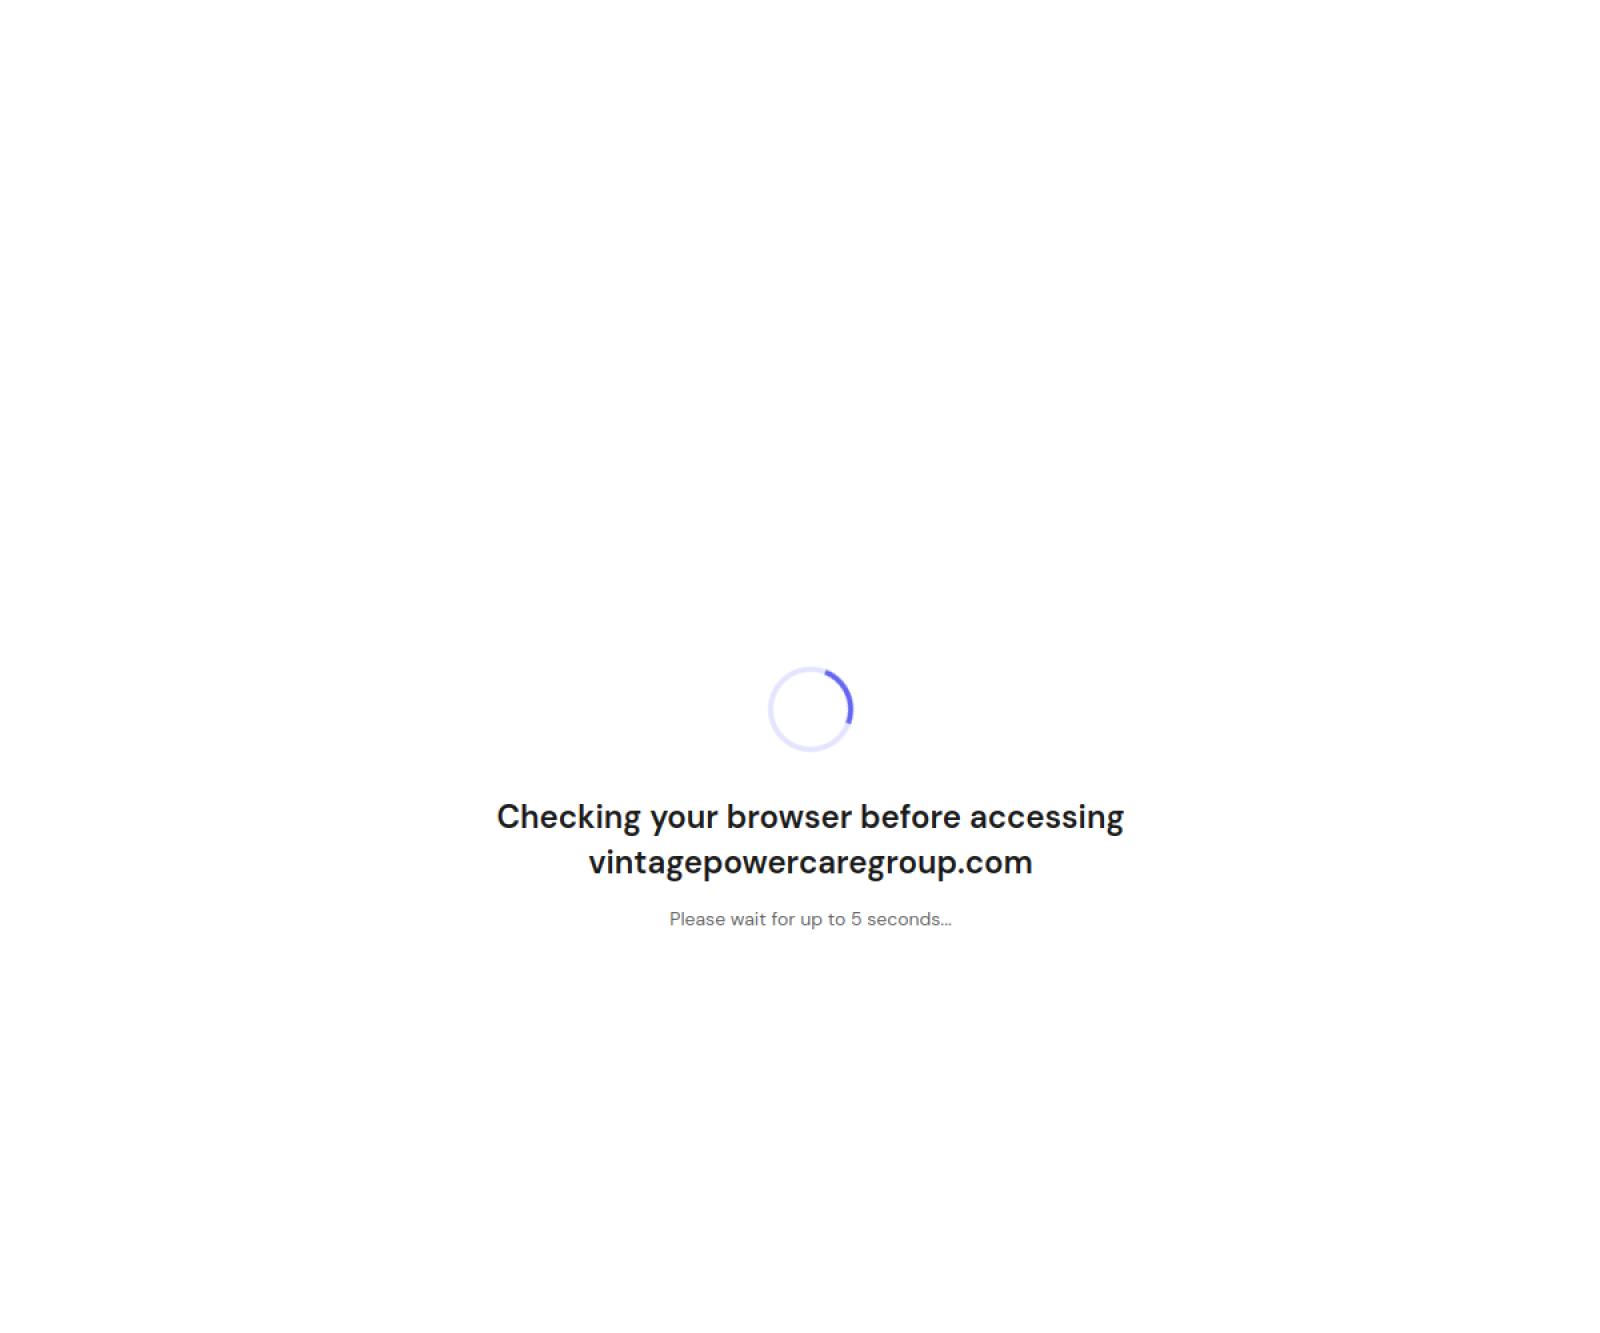 Checking your browser before accessing
vintagepowercaregroup.com
Please wait for up to 5 seconds...